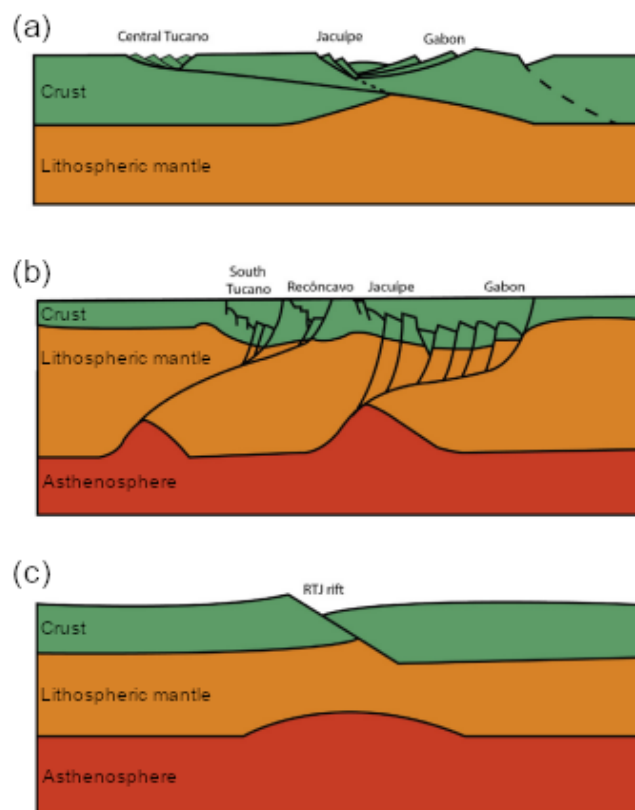 (a)
Central Tucano
Jacuípe
Gabon
Crust
Lithospheric mantle
(b)
South
Tucano
Recôncavo
Jacuípe
Gabon
Crust
Lithospheric mantle
Asthenosphere
(c)
RTJ rift
Crust
Lithospheric mantle
Asthenosphere